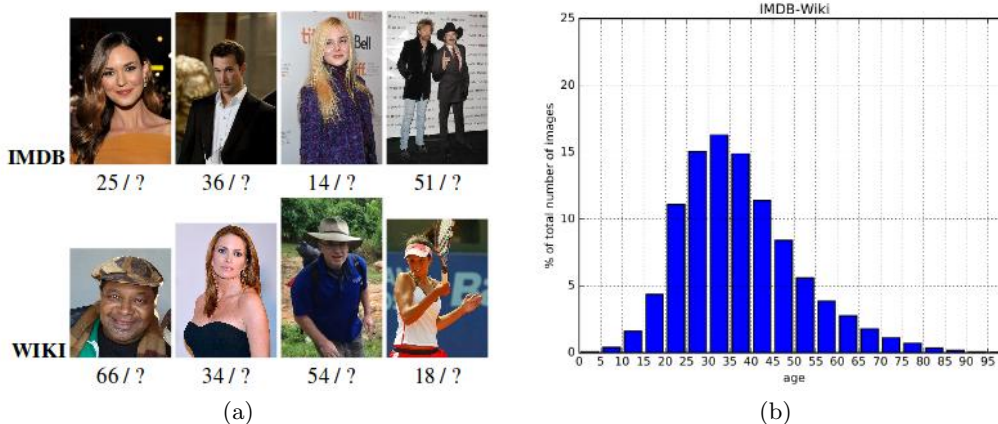 IMDB
25 / ?
36 / ?
14 / ?
51 / ?
WIKI
66 / ?
34 / ?
54 / ?
18 / ?
(a)
IMDB-Wiki
% of total number of images
25
20
15
10
5
0
0 5 10 15 20 25 30 35 40 45 50 55 60 65 70 75 80 85 90 95
age
(b)
Bell